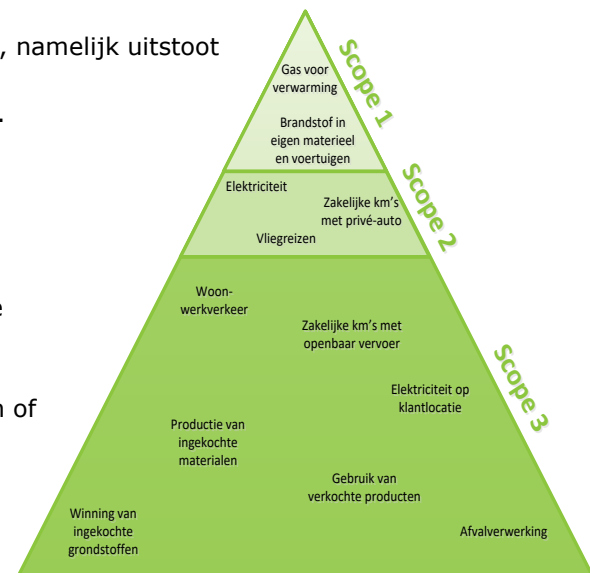 , namelijk uitstoot
.
e
n of
Gas voor
verwarming
Brandstof in
eigen materieel
en voertuigen
Scope 1
Elektriciteit
Zakelijke km's
met privé-auto
Vliegreizen
Scope 2
Woon-
werkverkeer
Zakelijke km's met
openbaar vervoer
Elektriciteit op
klantlocatie
Productie van
ingekochte
materialen
Gebruik van
verkochte producten
Winning van
ingekochte
grondstoffen
Afvalverwerking
Scope 3